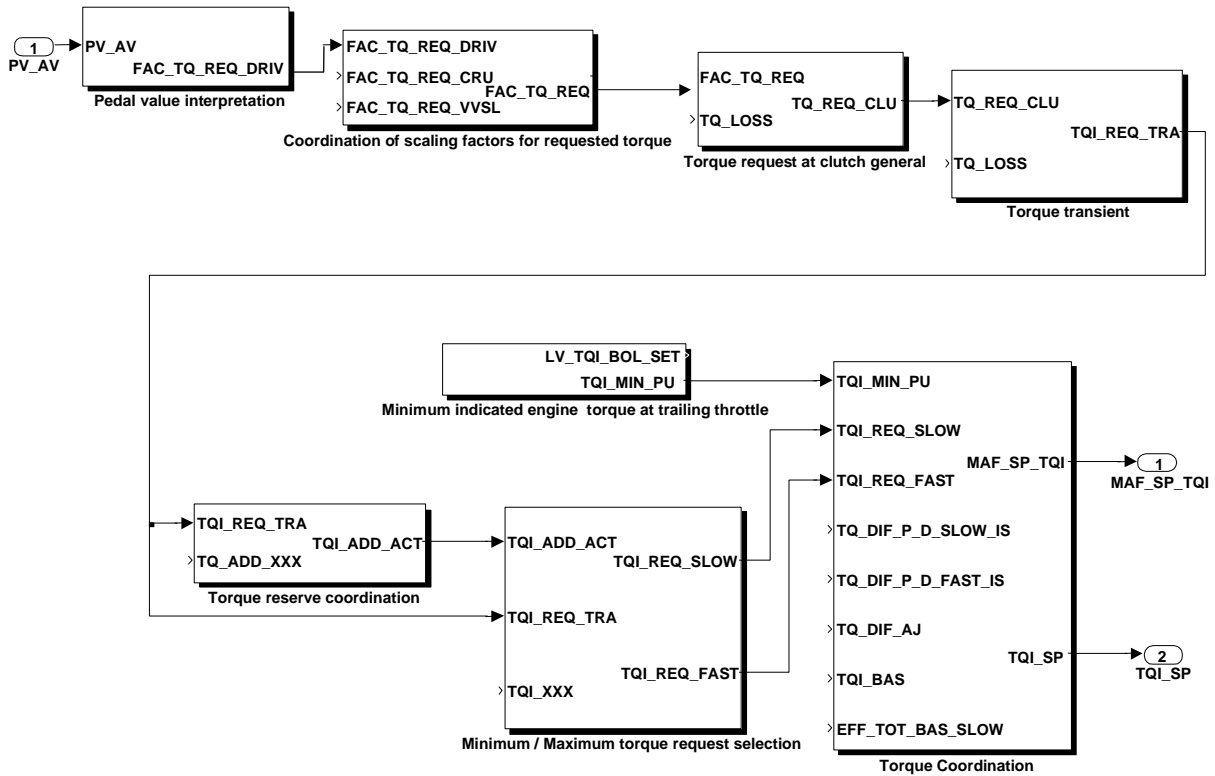 1
PV_AV
PV_AV
FAC_TQ_REQ_DRIV
Pedal value interpretation
FAC_TQ_REQ_DRIV
FAC_TQ_REQ_CRU
FAC_TQ_REQ
FAC_TQ_REQ_VVSL
Coordination of scaling factors for requested torque
FAC_TQ_REQ
TQ_REQ_CLU
TQ_LOSS
Torque request at clutch general
TQ_REQ_CLU
TQI_REQ_TRA
TQ_LOSS
Torque transient
LV_TQI_BOL_SET
TQI_MIN_PU
Minimum indicated engine torque at trailing throttle
TQI_REQ_TRA
TQI_ADD_ACT
TQ_ADD_XXX
Torque reserve coordination
TQI_ADD_ACT
TQI_REQ_SLOW
TQI_REQ_TRA
TQI_REQ_FAST
TQI_XXX
Minimum / Maximum torque request selection
TQI_MIN_PU
TQI_REQ_SLOW
MAF_SP_TQI
TQI_REQ_FAST
TQ_DIF_P_D_SLOW_IS
TQ_DIF_P_D_FAST_IS
TQ_DIF_AJ
TQI_SP
TQI_BAS
EFF_TOT_BAS_SLOW
Torque Coordination
1
MAF_SP_TQI
2
TQI_SP